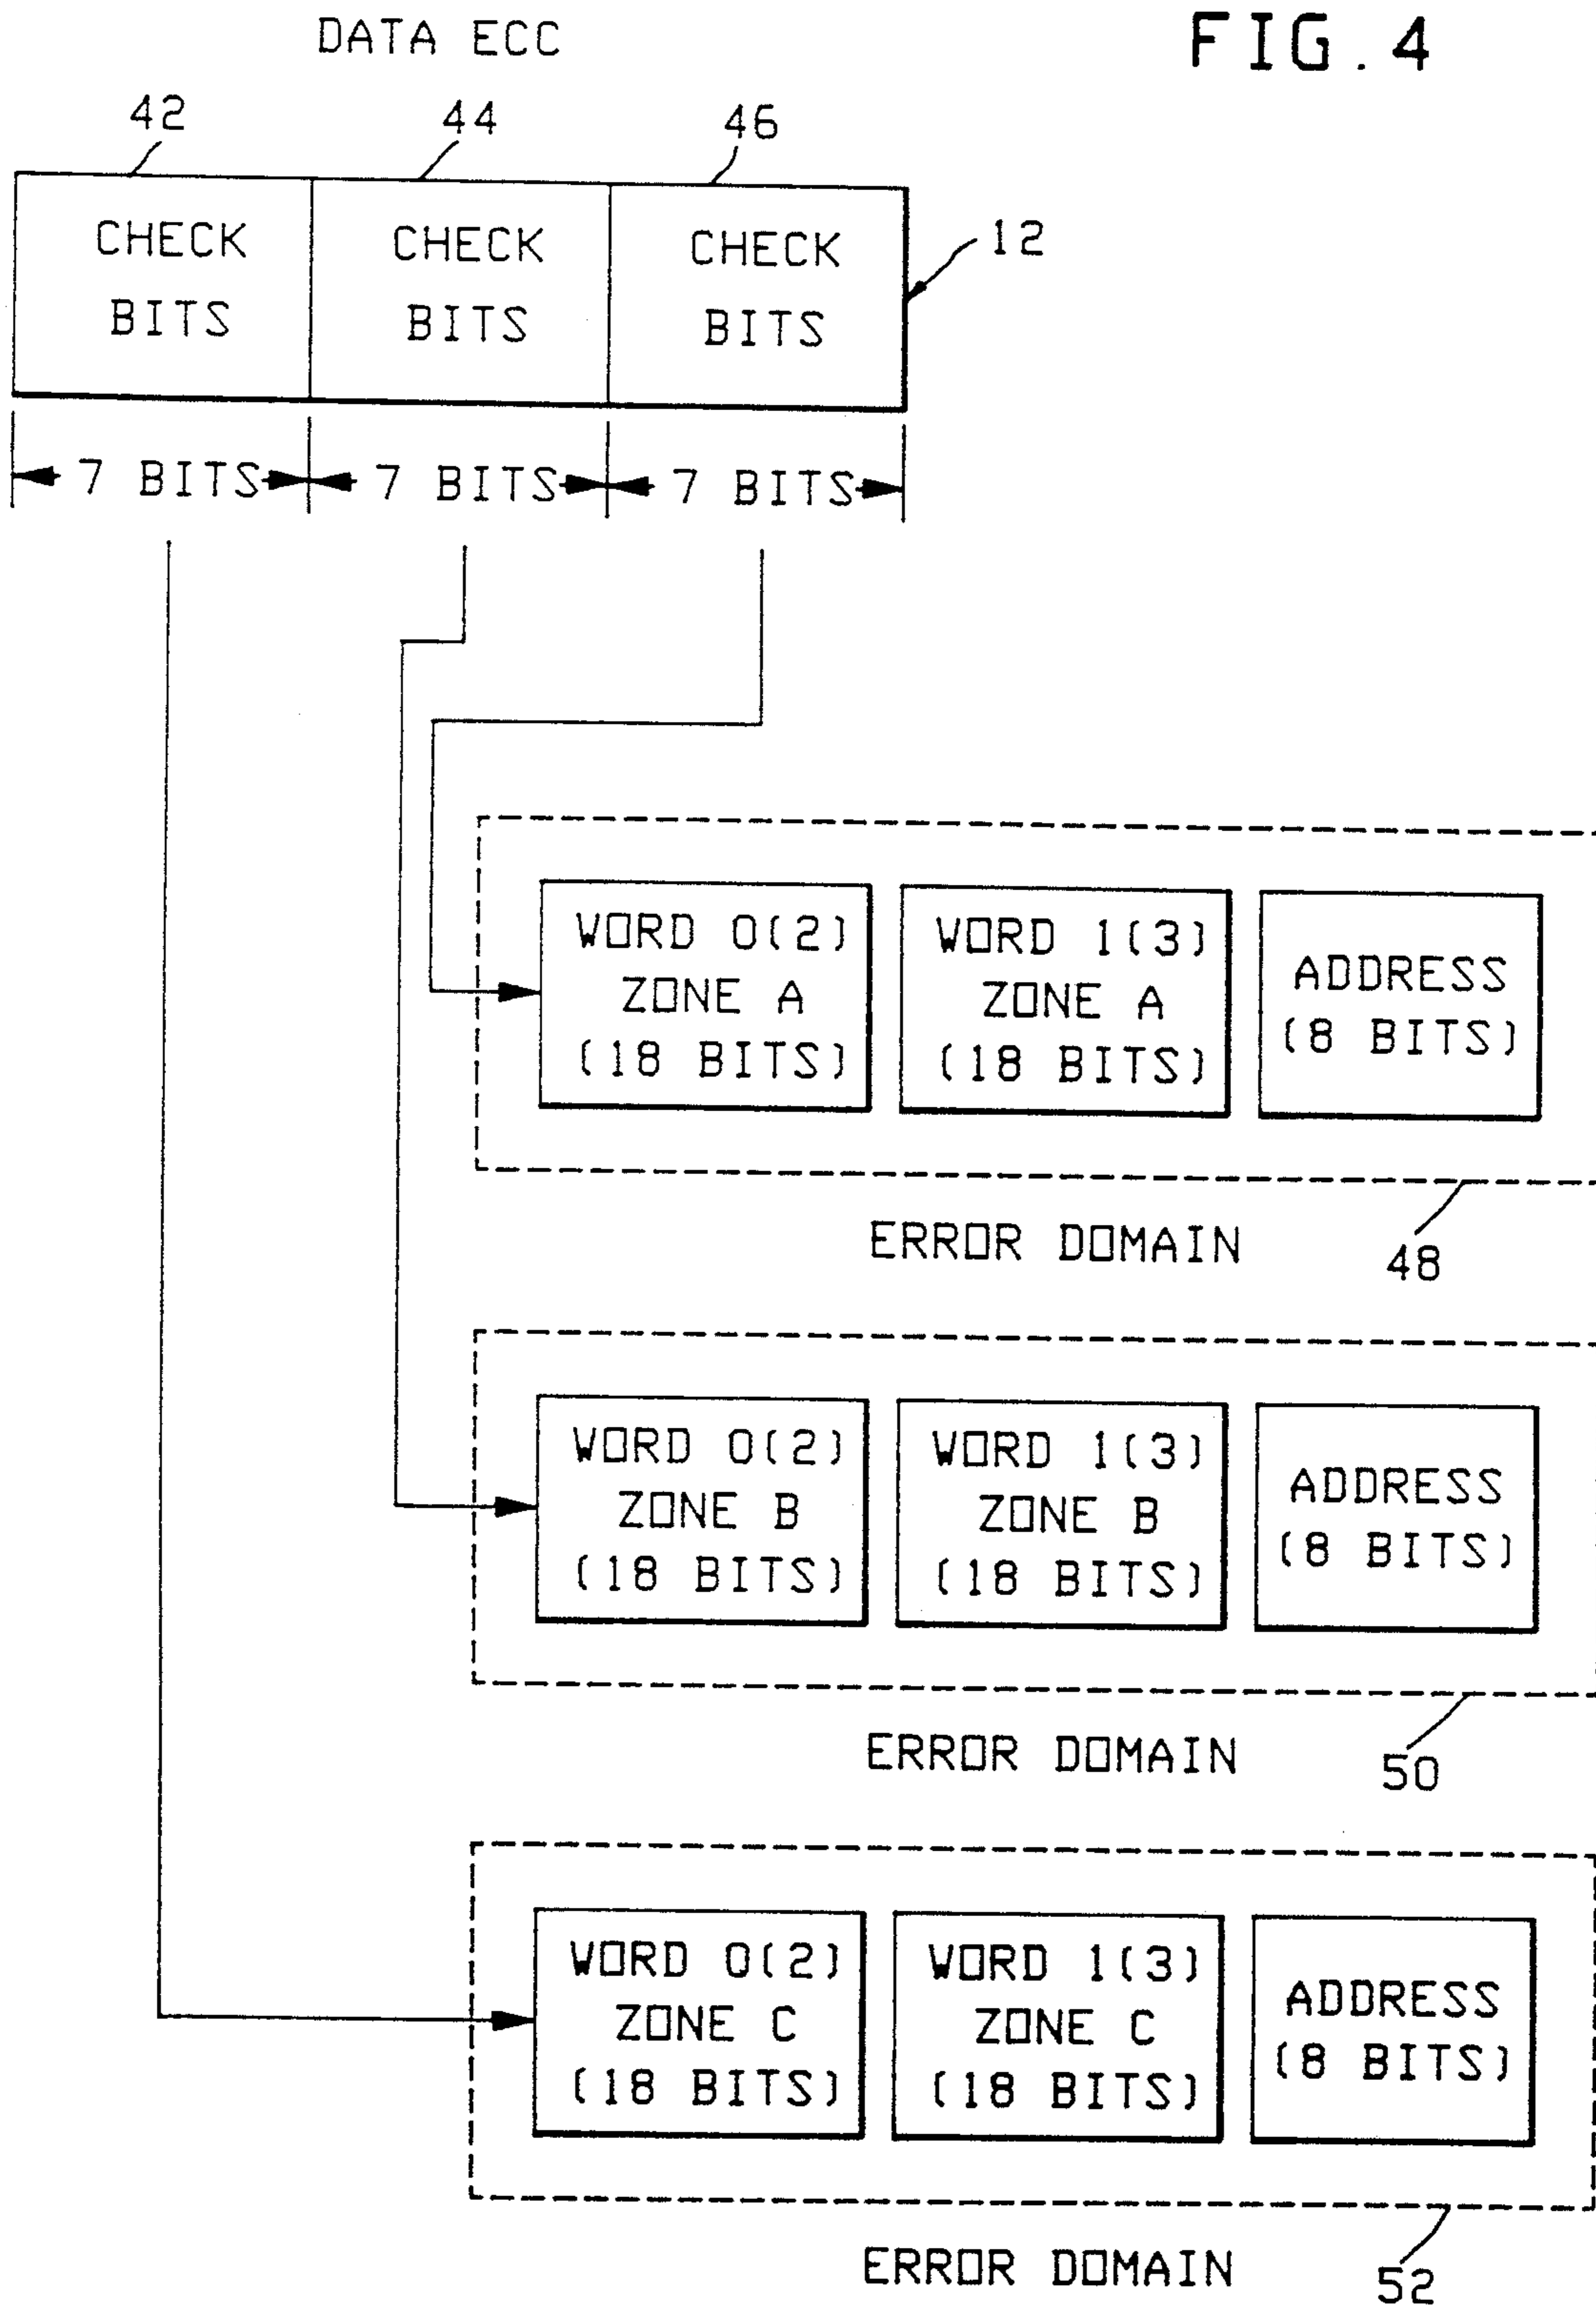 DATA ECC
FIG. 4
42
44
46
CHECK
BITS
CHECK
BITS
CHECK
BITS
12
7 BITS
7 BITS
7 BITS
WORD 0(2)
ZONE A
(18 BITS)
WORD 1(3)
ZONE A
(18 BITS)
ADDRESS
(8 BITS)
ERROR DOMAIN
48
WORD 0(2)
ZONE B
(18 BITS)
WORD 1(3)
ZONE B
(18 BITS)
ADDRESS
(8 BITS)
ERROR DOMAIN
50
WORD 0(2)
ZONE C
(18 BITS)
WORD 1(3)
ZONE C
(18 BITS)
ADDRESS
(8 BITS)
ERROR DOMAIN
52